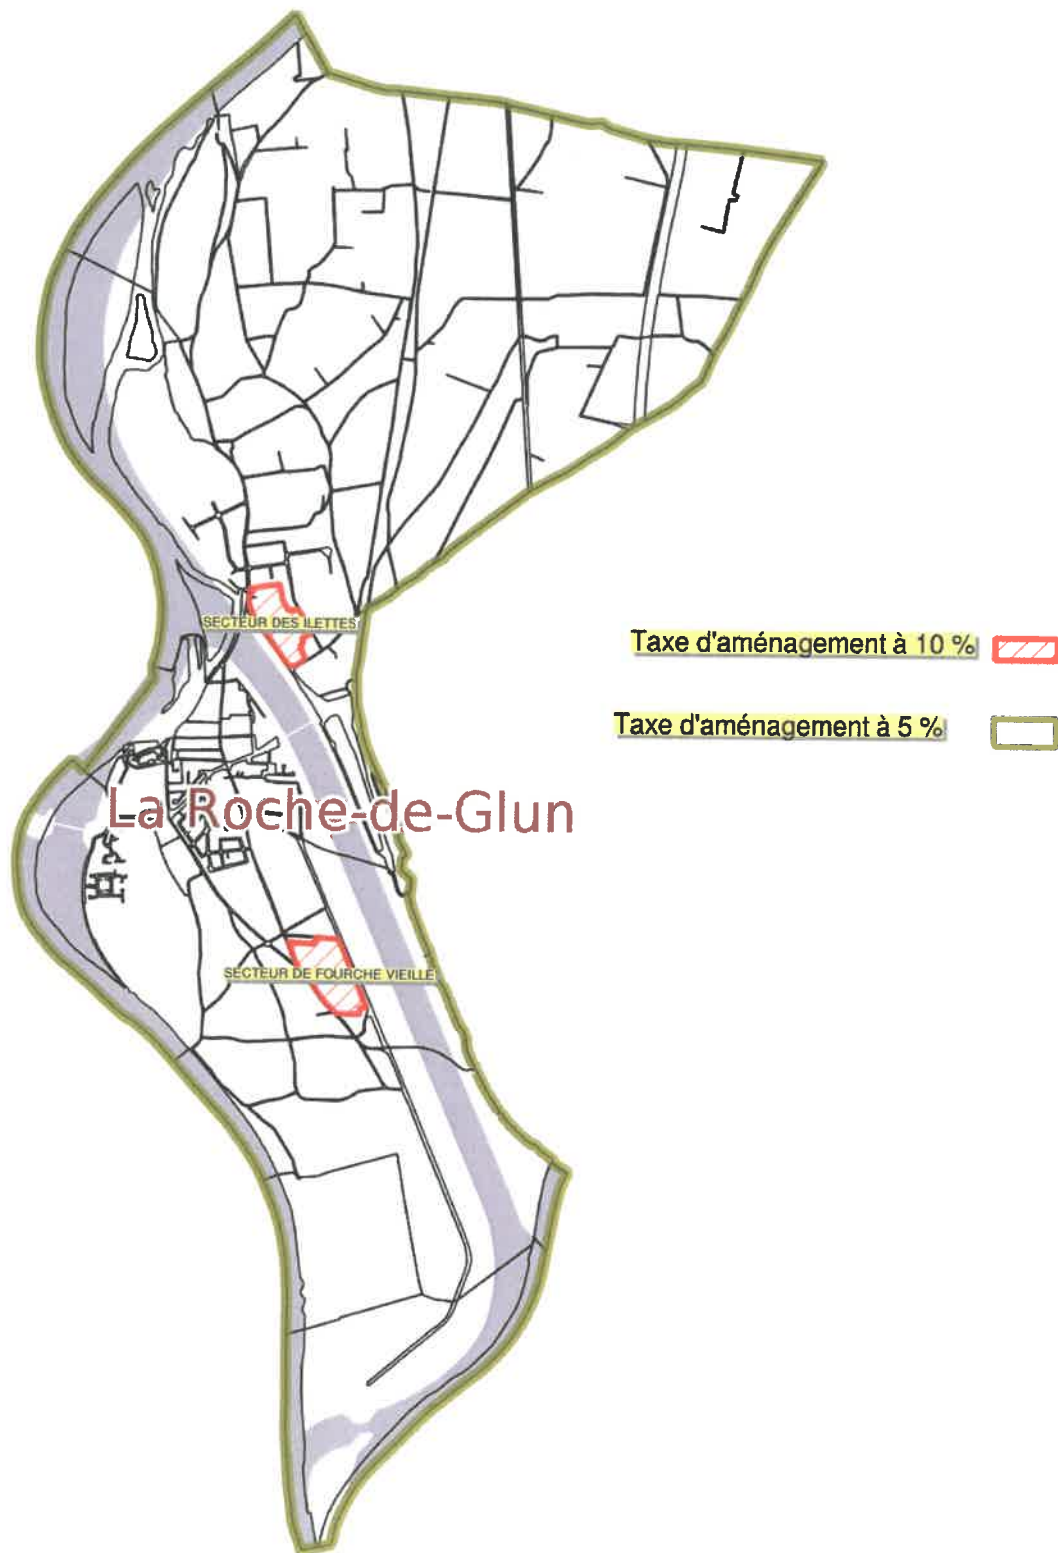 SECTEUR DES ILETTES
Taxe d'aménagement à 10 %
Taxe d'aménagement à 5 %
La Roche-de-Glun
SECTEUR DE FOURCHE VIEILLE